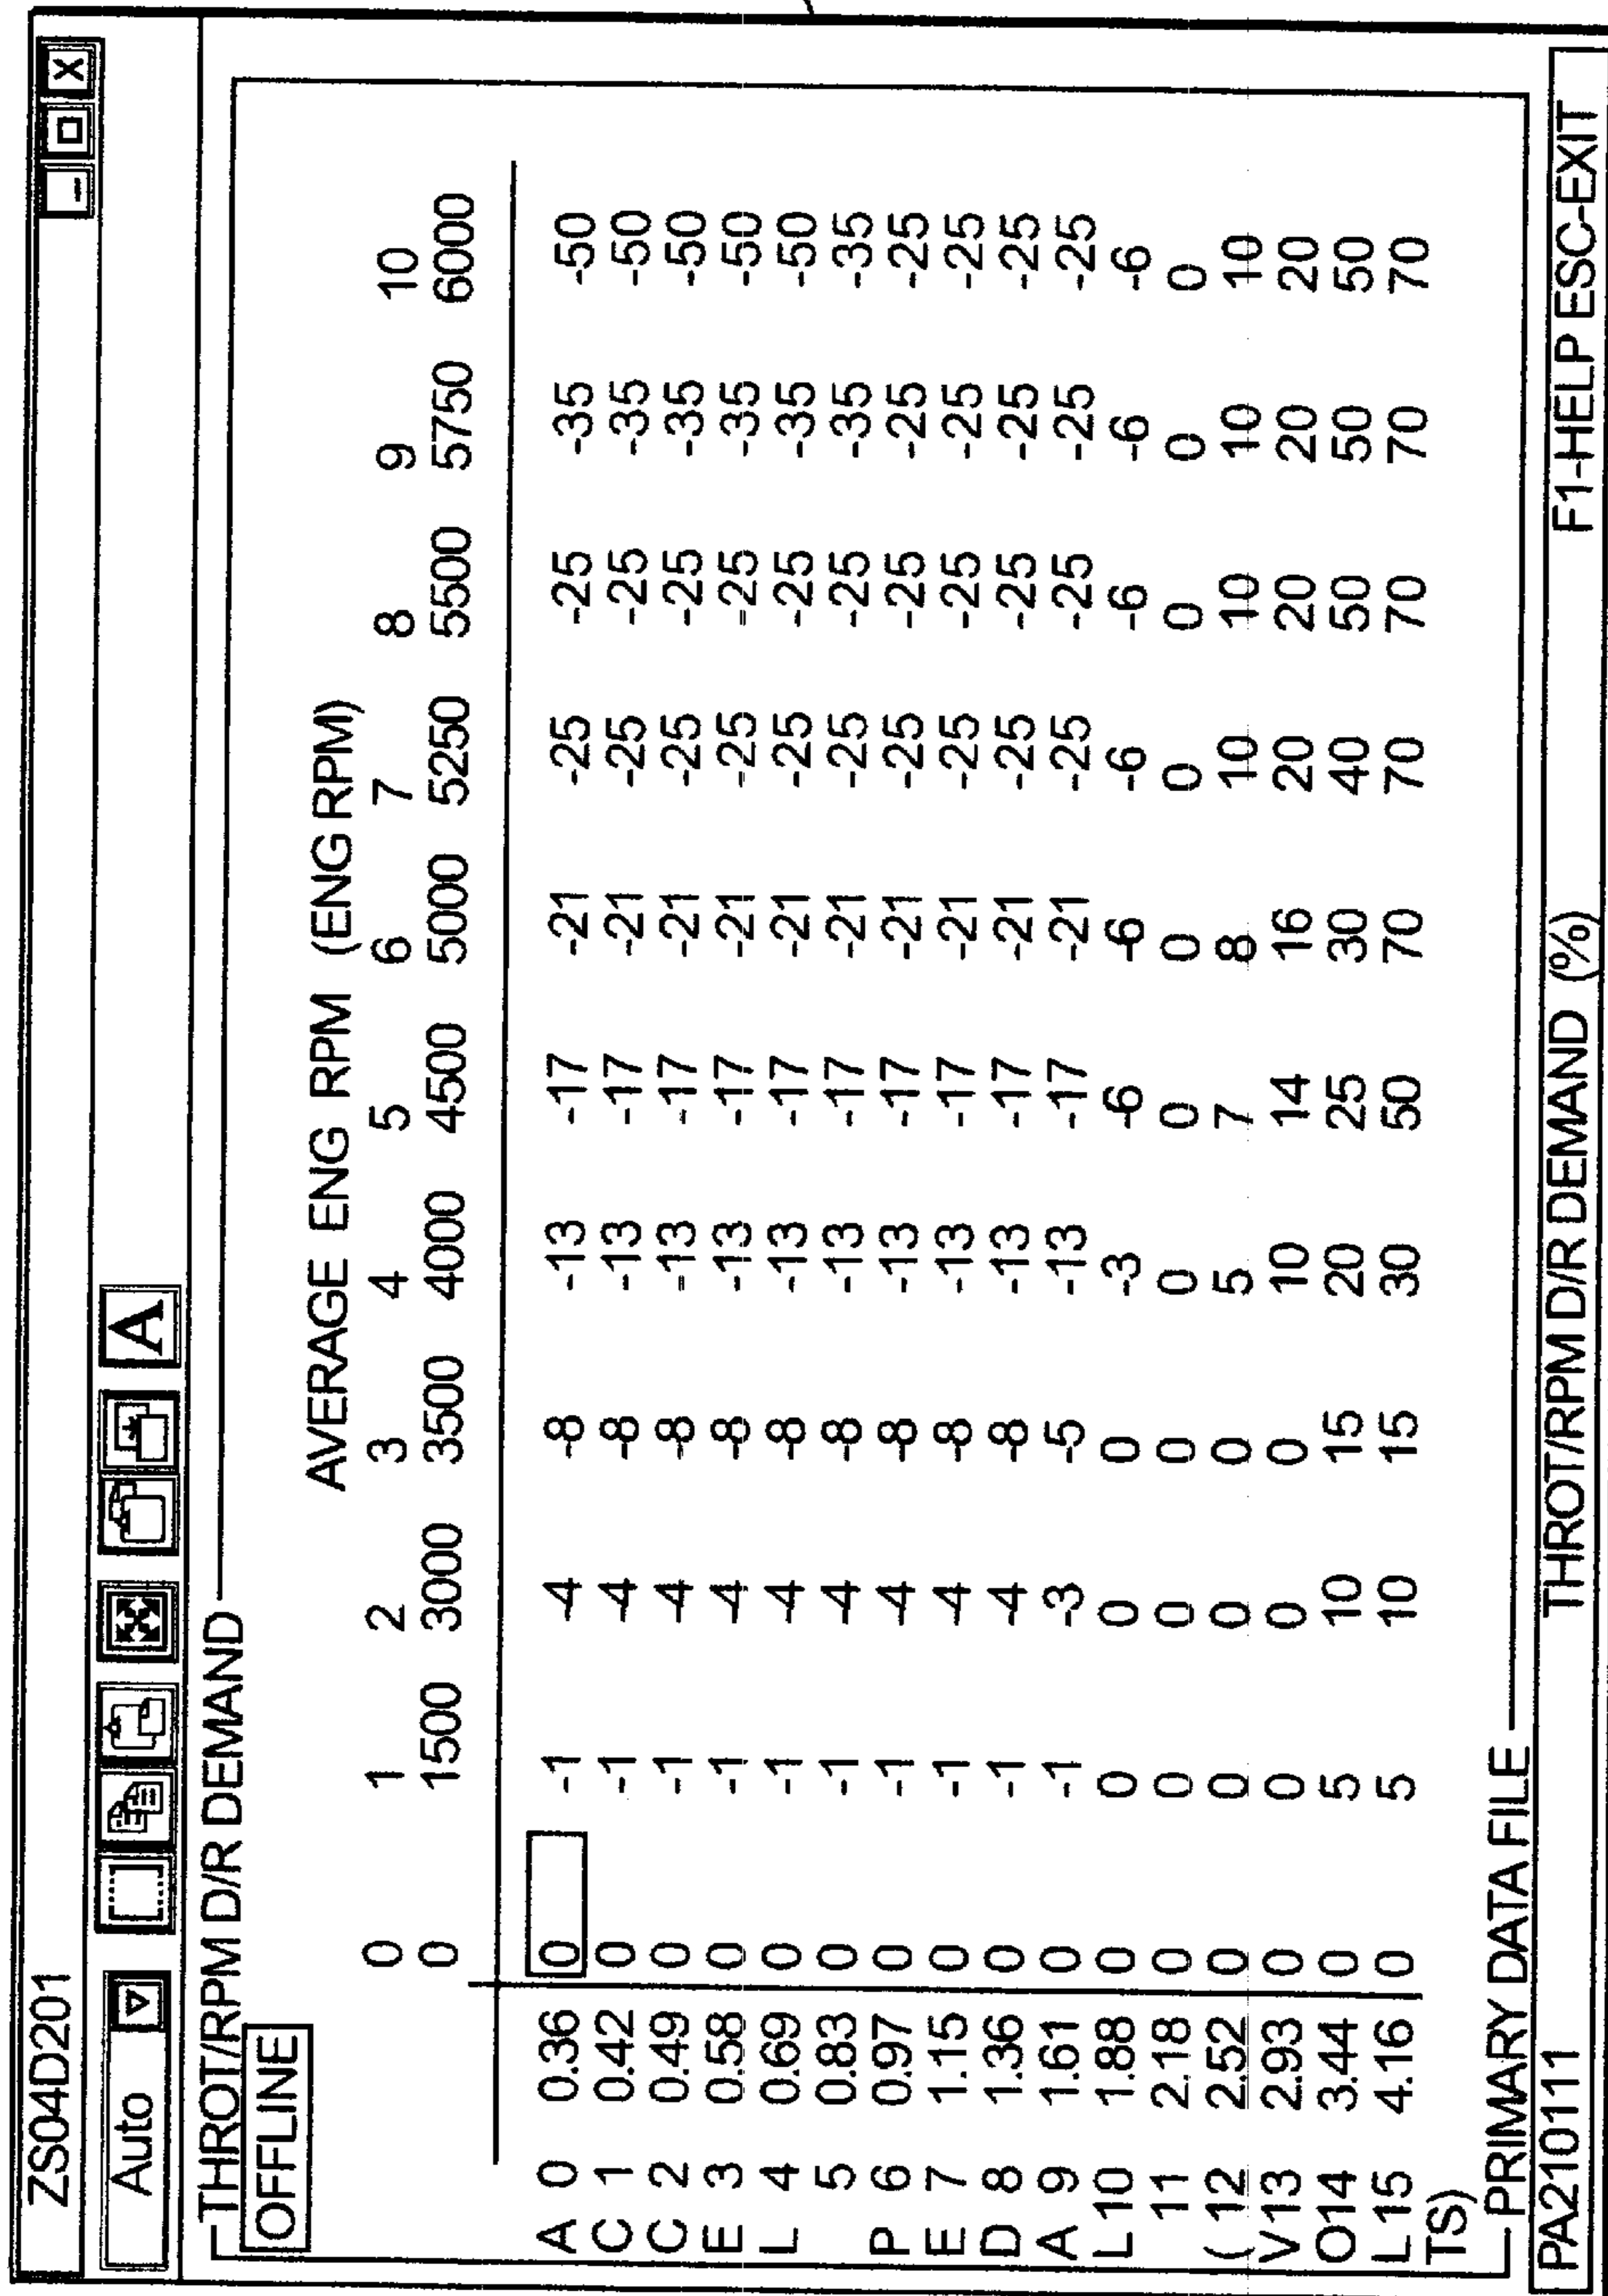 ZS04D201
Auto A
THROT/RPM D/R DEMAND
OFFLINE
AVERAGE ENG RPM (ENG RPM)
0 1 2 3 4 5 6 7 8 9 10
0 1500 3000 3500 4000 4500 5000 5250 5500 5750 6000
A 0 0.36 0 -1 -4 -8 -13 -17 -21 -25 -25 -35 -50
C 1 0.42 0 -1 -4 -8 -13 -17 -21 -25 -25 -35 -50
C 2 0.49 0 -1 -4 -8 -13 -17 -21 -25 -25 -35 -50
E 3 0.58 0 -1 -4 -8 -13 -17 -21 -25 -25 -35 -50
L 4 0.69 0 -1 -4 -8 -13 -17 -21 -25 -25 -35 -50
5 0.83 0 -1 -4 -8 -13 -17 -21 -25 -25 -35 -35
P 6 0.97 0 -1 -4 -8 -13 -17 -21 -25 -25 -25 -25
E 7 1.15 0 -1 -4 -8 -13 -17 -21 -25 -25 -25 -25
D 8 1.36 0 -1 -4 -8 -13 -17 -21 -25 -25 -25 -25
A 9 1.61 0 -1 -3 -5 -13 -17 -21 -25 -25 -25 -25
L 10 1.88 0 0 0 0 -3 -6 -6 -6 -6 -6 -6
11 2.18 0 0 0 0 0 0 0 0 0 0 0
( 12 2.52 0 0 0 0 5 7 8 10 10 10 10
V 13 2.93 0 0 0 0 10 14 16 20 20 20 20
O 14 3.44 0 5 10 15 20 25 30 40 50 50 50
L 15 4.16 0 5 10 15 30 50 70 70 70 70 70
TS)
PRIMARY DATA FILE
PA210111 THROT/RPM D/R DEMAND (%) F1-HELP ESC-EXIT